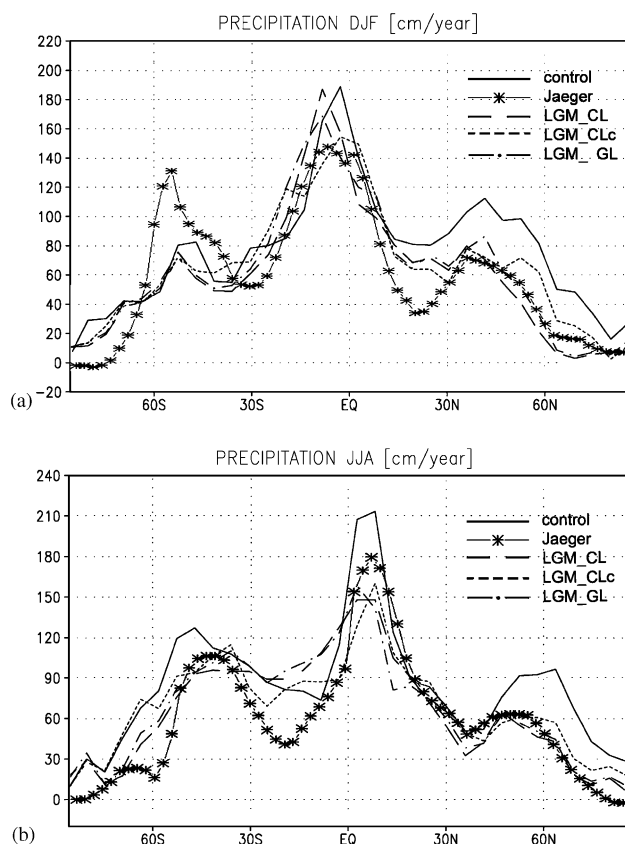 PRECIPITATION DJF [cm/year]
220
200
180
160
140
120
100
80
60
40
20
0
−20
control
Jaeger
LGM_CL
LGM_CLc
LGM_ GL
60S 30S EQ 30N 60N
(a)
PRECIPITATION JJA [cm/year]
240
210
180
150
120
90
60
30
0
control
Jaeger
LGM_CL
LGM_CLc
LGM_GL
60S 30S EQ 30N 60N
(b)